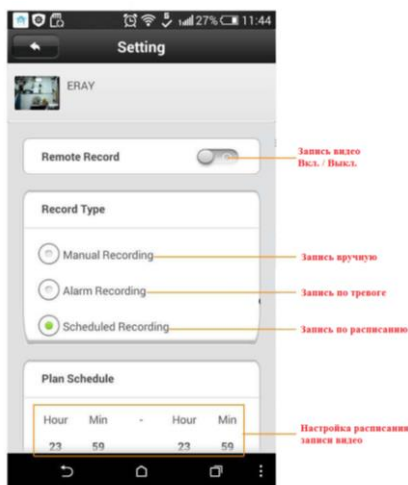 27% 11:44
Setting
ERAY
Remote Record
Запись видео
Вкл. / Выкл.
Record Type
Manual Recording
Запись вручную
Alarm Recording
Запись по тревоге
Scheduled Recording
Запись по расписанию
Plan Schedule
Hour Min - Hour Min
23 59 23 59
Настройка расписания
записи видео